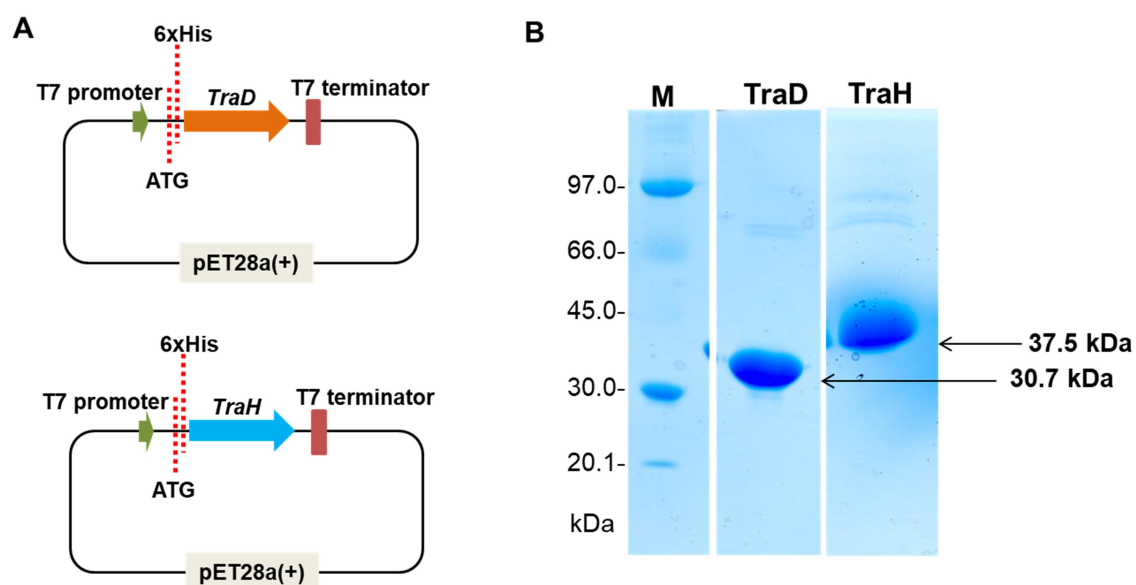 A
6xHis
T7 promoter
TraD
T7 terminator
ATG
pET28a(+)
6xHis
T7 promoter
TraH
T7 terminator
ATG
pET28a(+)
B
M
TraD
TraH
97.0-
66.0-
45.0-
30.0-
20.1-
kDa
37.5 kDa
30.7 kDa